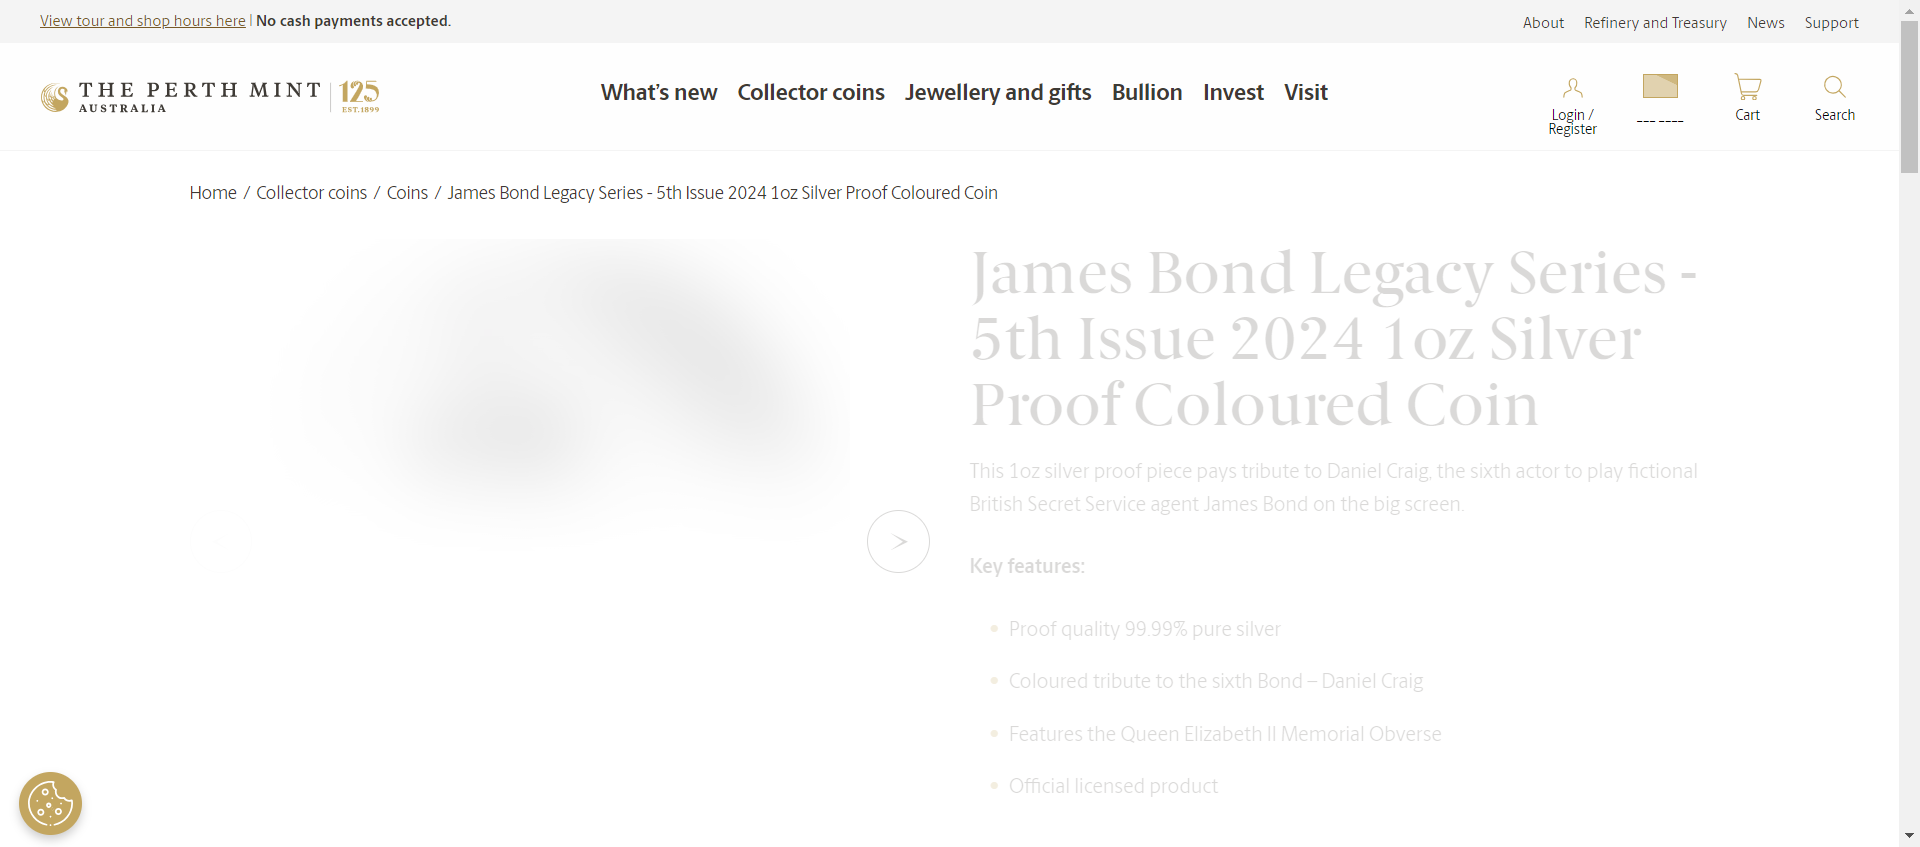 View tour and shop hours here | No cash payments accepted.
About Refinery and Treasury News Support
THE PERTH MINT
AUSTRALIA
125
EST.1899
What's new Collector coins Jewellery and gifts Bullion Invest Visit
Login /
Register
--- ----
Cart
Search
Home / Collector coins / Coins / James Bond Legacy Series - 5th Issue 2024 1oz Silver Proof Coloured Coin
James Bond Legacy Series -
5th Issue 2024 1oz Silver
Proof Coloured Coin
This 1oz silver proof piece pays tribute to Daniel Craig, the sixth actor to play fictional
British Secret Service agent James Bond on the big screen.
Key features:
Proof quality 99.99% pure silver
Coloured tribute to the sixth Bond – Daniel Craig
Features the Queen Elizabeth II Memorial Obverse
Official licensed product